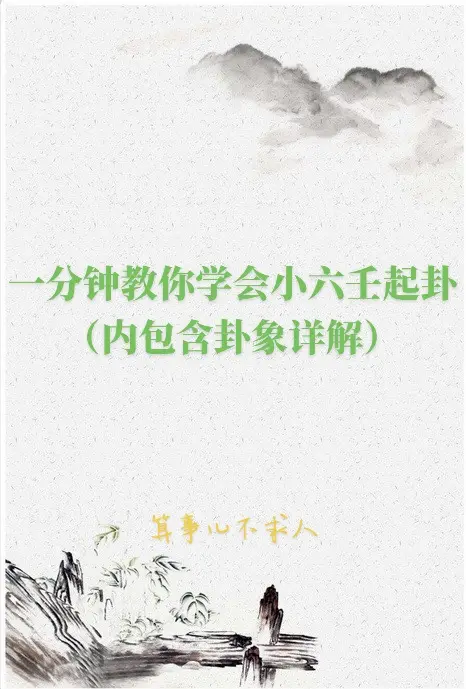 一分钟教你学会小六壬起卦
（内包含卦象详解）
算事儿不求人